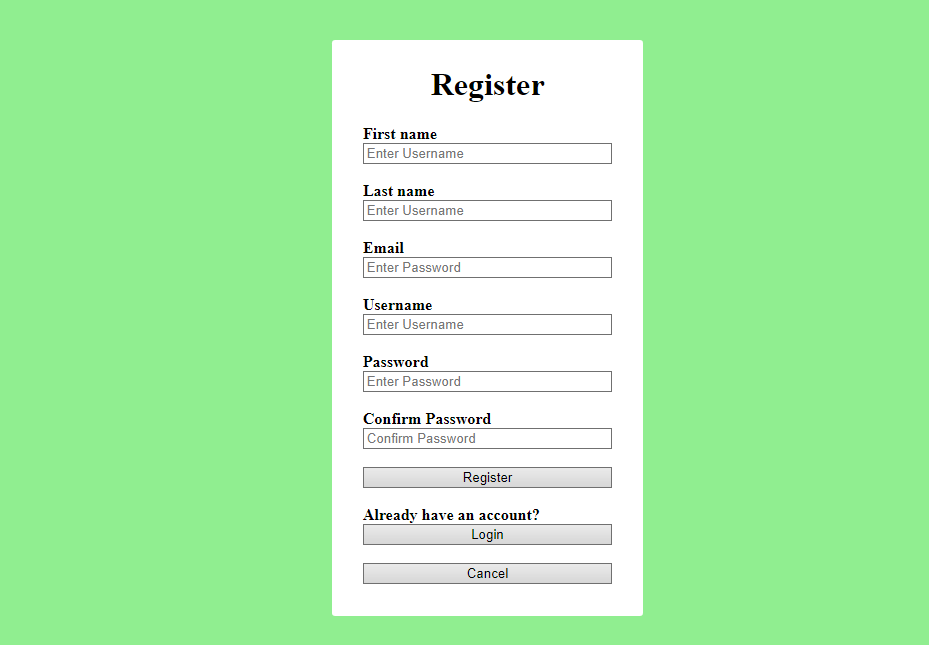 Register
First name
Enter Username
Last name
Enter Username
Email
Enter Password
Username
Enter Username
Password
Enter Password
Confirm Password
Confirm Password
Register
Already have an account?
Login
Cancel